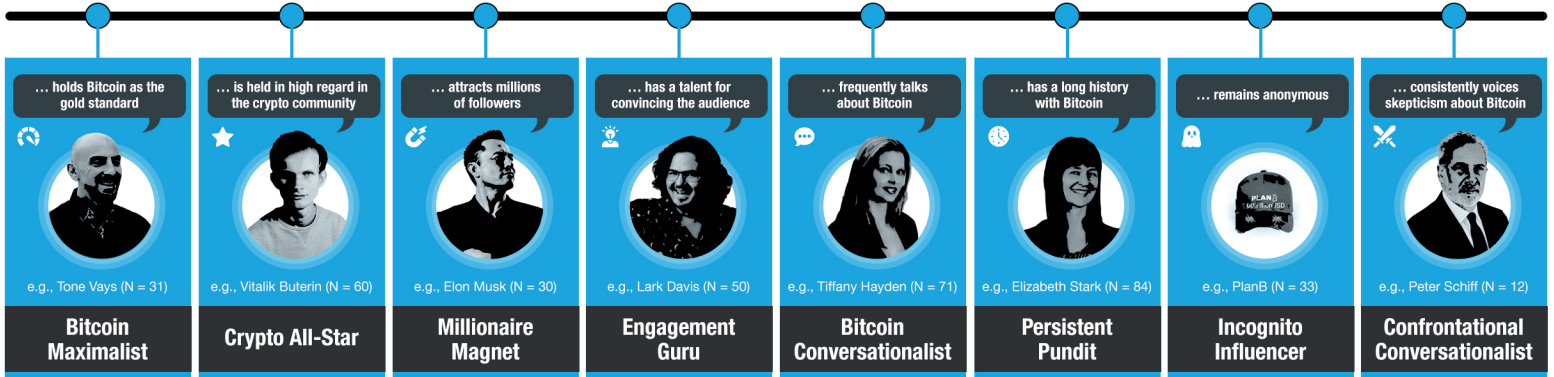 … holds Bitcoin as the
gold standard
e.g., Tone Vays (N = 31)
Bitcoin
Maximalist
… is held in high regard in
the crypto community
e.g., Vitalik Buterin (N = 60)
Crypto All-Star
… attracts millions
of followers
e.g., Elon Musk (N = 30)
Millionaire
Magnet
… has a talent for
convincing the audience
e.g., Lark Davis (N = 50)
Engagement
Guru
… frequently talks
about Bitcoin
e.g., Tiffany Hayden (N = 71)
Bitcoin
Conversationalist
… has a long history
with Bitcoin
e.g., Elizabeth Stark (N = 84)
Persistent
Pundit
… remains anonymous
PLANB
e.g., PlanB (N = 33)
Incognito
Influencer
… consistently voices
skepticism about Bitcoin
e.g., Peter Schiff (N = 12)
Confrontational
Conversationalist